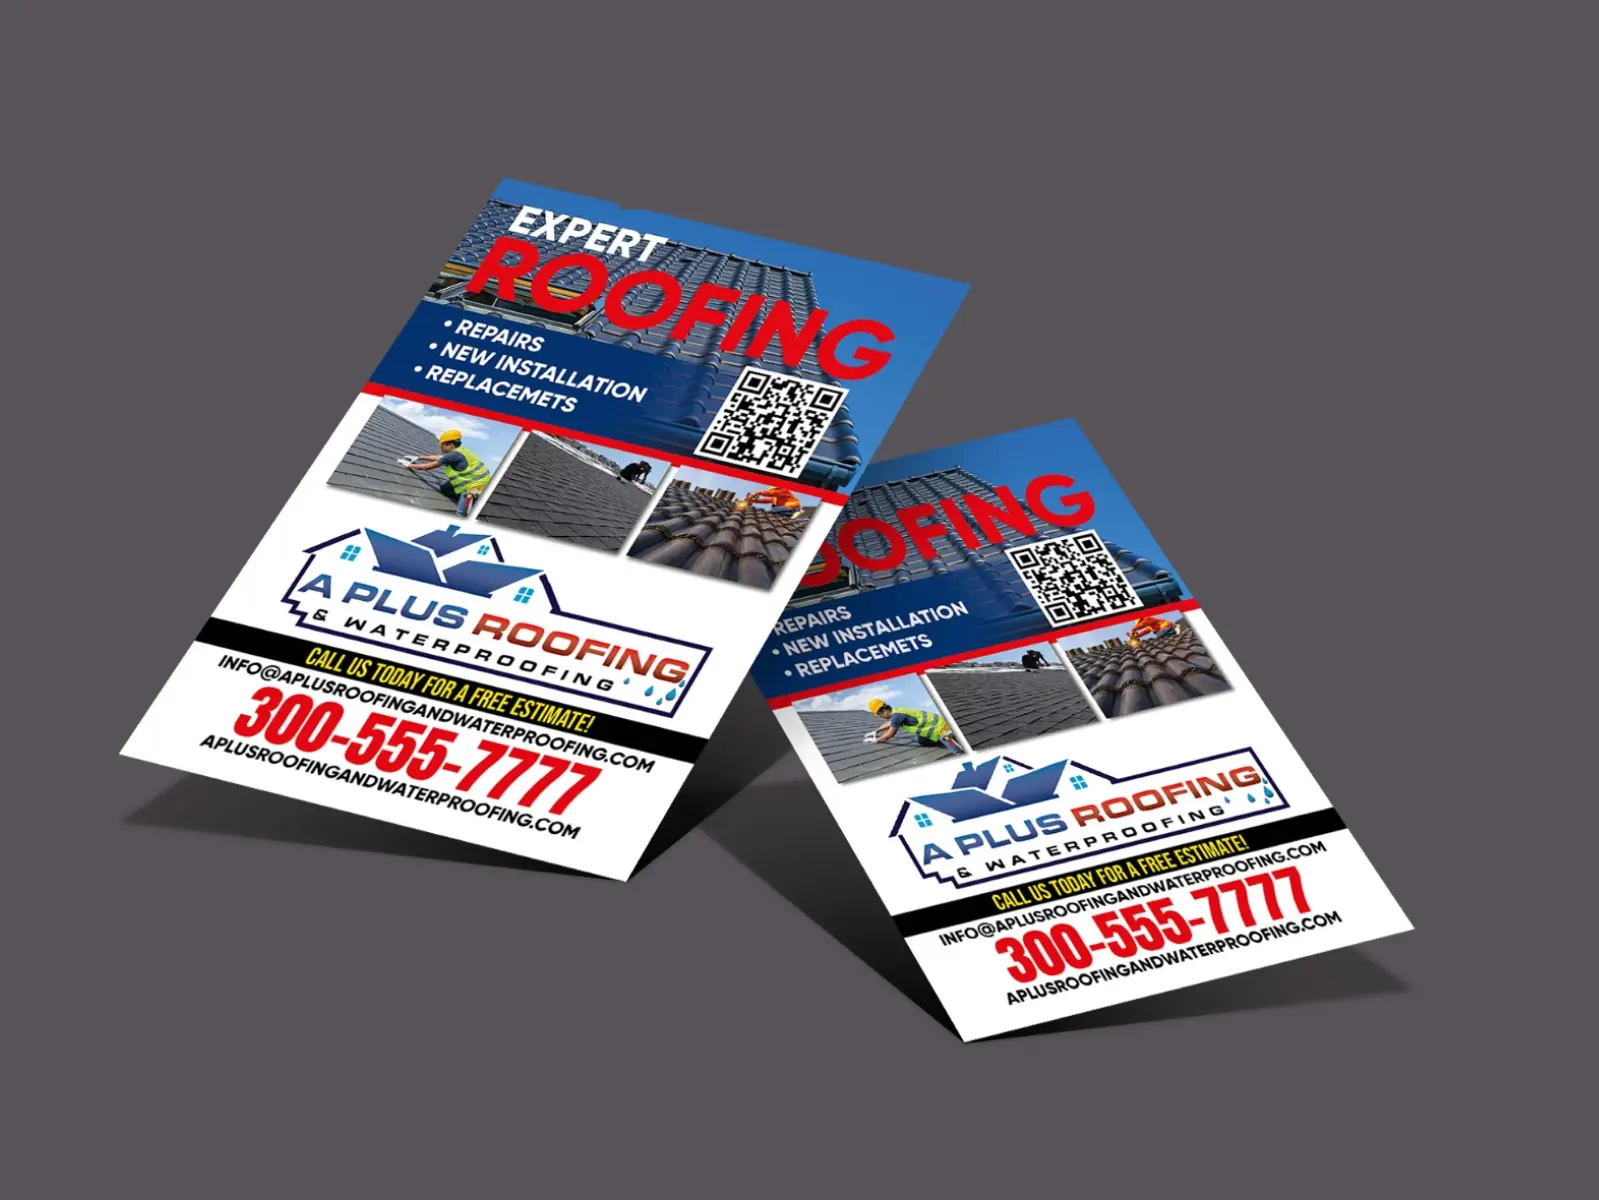 EXPERT
ROOFING
• REPAIRS
• NEW INSTALLATION
• REPLACEMETS
A PLUS ROOFING
& WATERPROOFING
CALL US TODAY FOR A FREE ESTIMATE!
INFO@APLUSROOFINGANDWATERPROOFING.COM
300-555-7777
APLUSROOFINGANDWATERPROOFING.COM
OOFING
REPAIRS
• NEW INSTALLATION
• REPLACEMETS
A PLUS ROOFING
& WATERPROOFING
CALL US TODAY FOR A FREE ESTIMATE!
INFO@APLUSROOFINGANDWATERPROOFING.COM
300-555-7777
APLUSROOFINGANDWATERPROOFING.COM